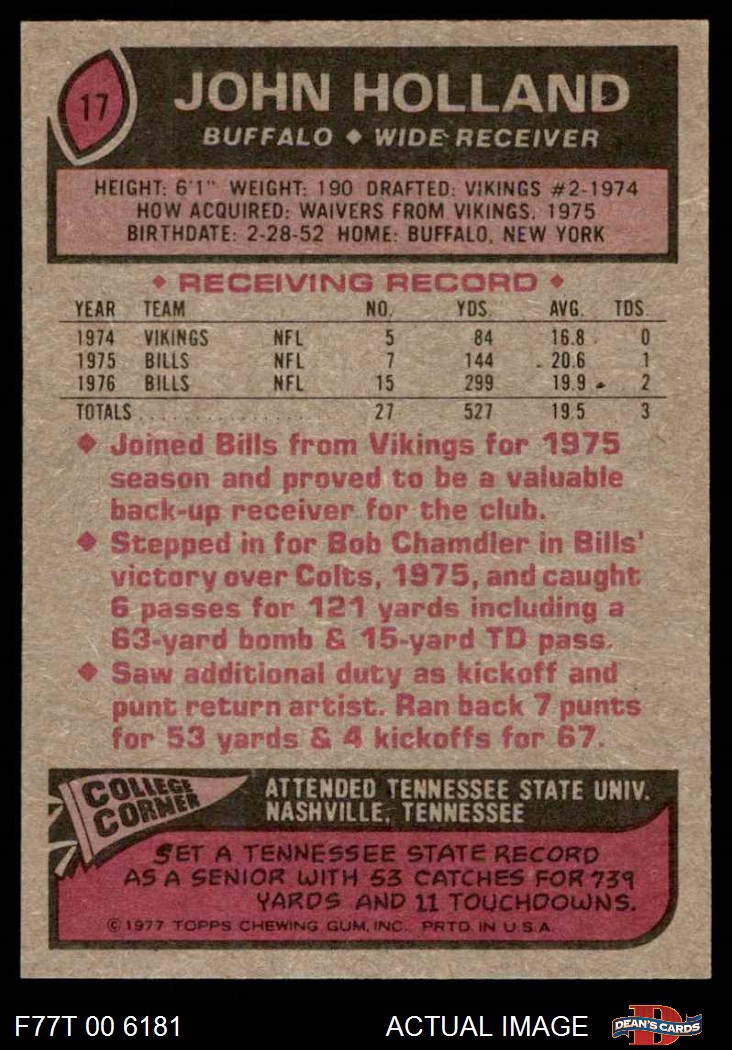 17
JOHN HOLLAND
BUFFALO ◆ WIDE RECEIVER
HEIGHT: 6'1" WEIGHT: 190 DRAFTED: VIKINGS #2-1974
HOW ACQUIRED: WAIVERS FROM VIKINGS, 1975
BIRTHDATE: 2-28-52 HOME: BUFFALO, NEW YORK
◆ RECEIVING RECORD ◆
YEAR TEAM NO. YDS. AVG. TDS
1974 VIKINGS NFL 5 84 16.8 0
1975 BILLS NFL 7 144 20.6 1
1976 BILLS NFL 15 299 19.9 2
TOTALS.................... 27 527 19.5 3
◆ Joined Bills from Vikings for 1975
season and proved to be a valuable
back-up receiver for the club.
◆ Stepped in for Bob Chamdler in Bills'
victory over Colts, 1975, and caught
6 passes for 121 yards including a
63-yard bomb & 15-yard TD pass.
◆ Saw additional duty as kickoff and
punt return artist. Ran back 7 punts
for 53 yards & 4 kickoffs for 67.
COLLEGE
CORNER
ATTENDED TENNESSEE STATE UNIV.
NASHVILLE, TENNESSEE
SET A TENNESSEE STATE RECORD
AS A SENIOR WITH 53 CATCHES FOR 739
YARDS AND 11 TOUCHDOWNS.
© 1977 TOPPS CHEWING GUM, INC. PRTD. IN U.S.A.
F77T 00 6181 ACTUAL IMAGE
D
DEAN'S CARDS